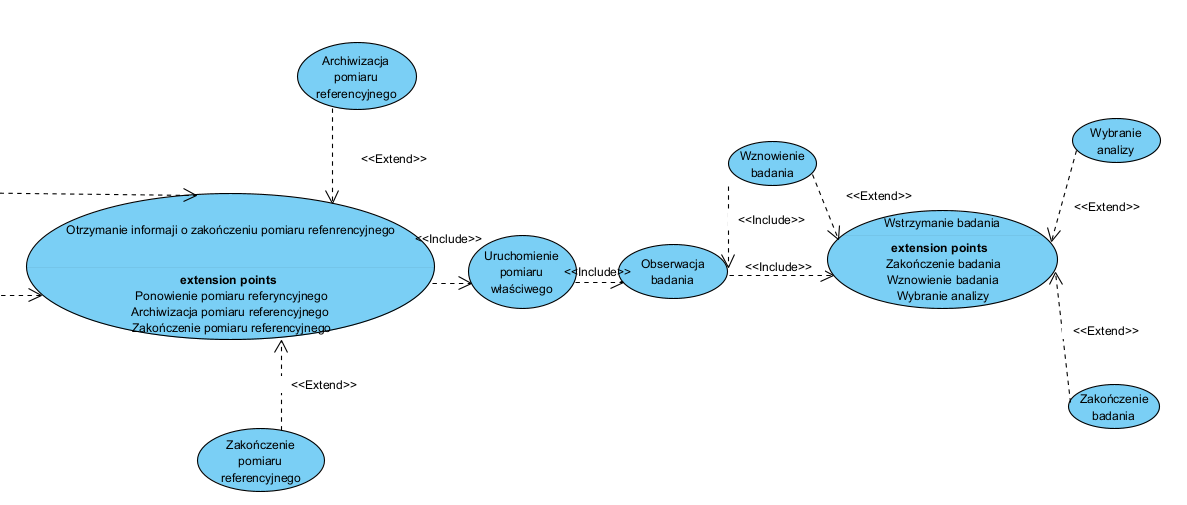 Archiwizacja
pomiaru
referencyjnego
<<Extend>>
Otrzymanie informaji o zakończeniu pomiaru refenrencyjnego
extension points
Ponowienie pomiaru referyncyjnego
Archiwizacja pomiaru referencyjnego
Zakończenie pomiaru referencyjnego
<<Extend>>
Zakończenie
pomiaru
referencyjnego
<<Include>>
Uruchomienie
pomiaru
właściwego
<<Include>>
Obserwacja
badania
Wznowienie
badania
<<Include>>
<<Include>>
<<Extend>>
Wstrzymanie badania
extension points
Zakończenie badania
Wznowienie badania
Wybranie analizy
Wybranie
analizy
<<Extend>>
<<Extend>>
Zakończenie
badania